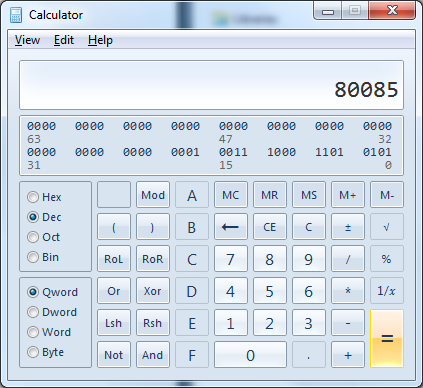 Calculator
View Edit Help
80085
0000 0000 0000 0000 0000 0000 0000 0000
63 47 32
0000 0000 0000 0001 0011 1000 1101 0101
31 15 0
Hex Mod A MC MR MS M+ M-
Dec ( ) B ← CE C ± √
Oct RoL RoR C 7 8 9 / %
Bin
Qword Or Xor D 4 5 6 * 1/x
Dword Lsh Rsh E 1 2 3 - =
Word
Byte Not And F 0 . +